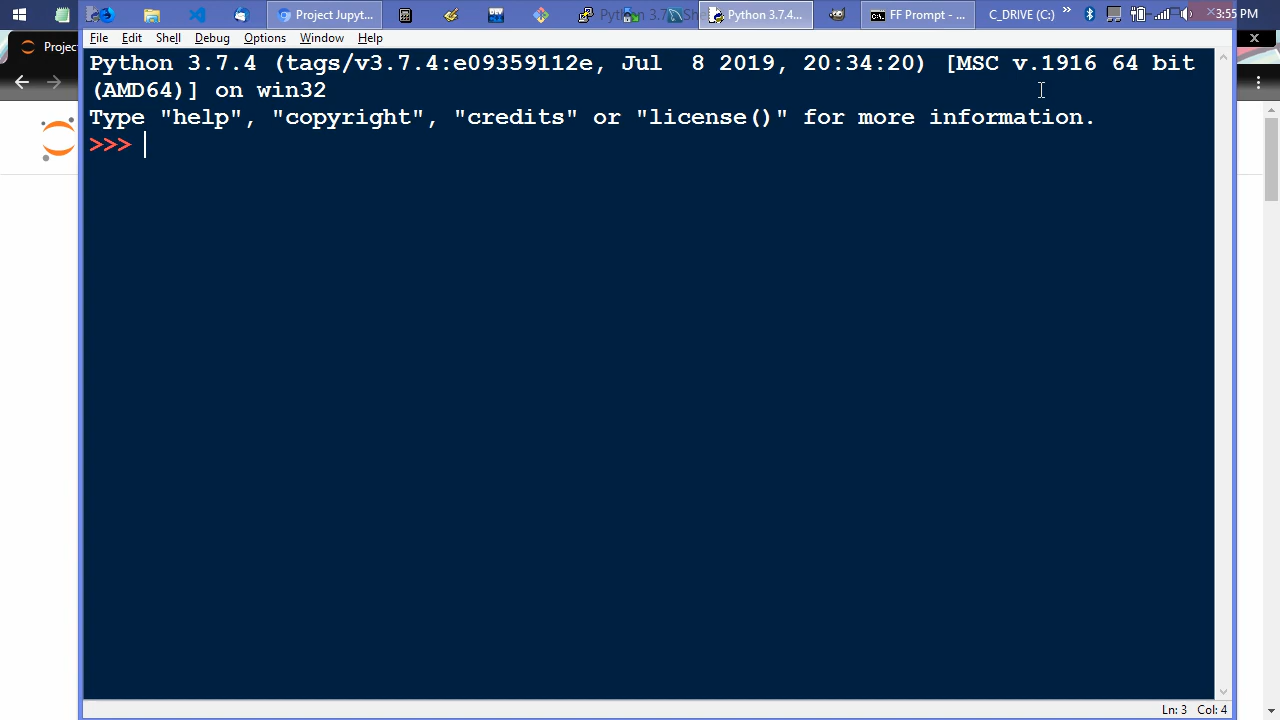 Project Jupyt...
Python 3.7.4...
FF Prompt - ...
C_DRIVE (C:)
3:55 PM
File Edit Shell Debug Options Window Help
Project
Python 3.7.4 (tags/v3.7.4:e09359112e, Jul  8 2019, 20:34:20) [MSC v.1916 64 bit
(AMD64)] on win32
Type "help", "copyright", "credits" or "license()" for more information.
>>>
Ln: 3 Col: 4